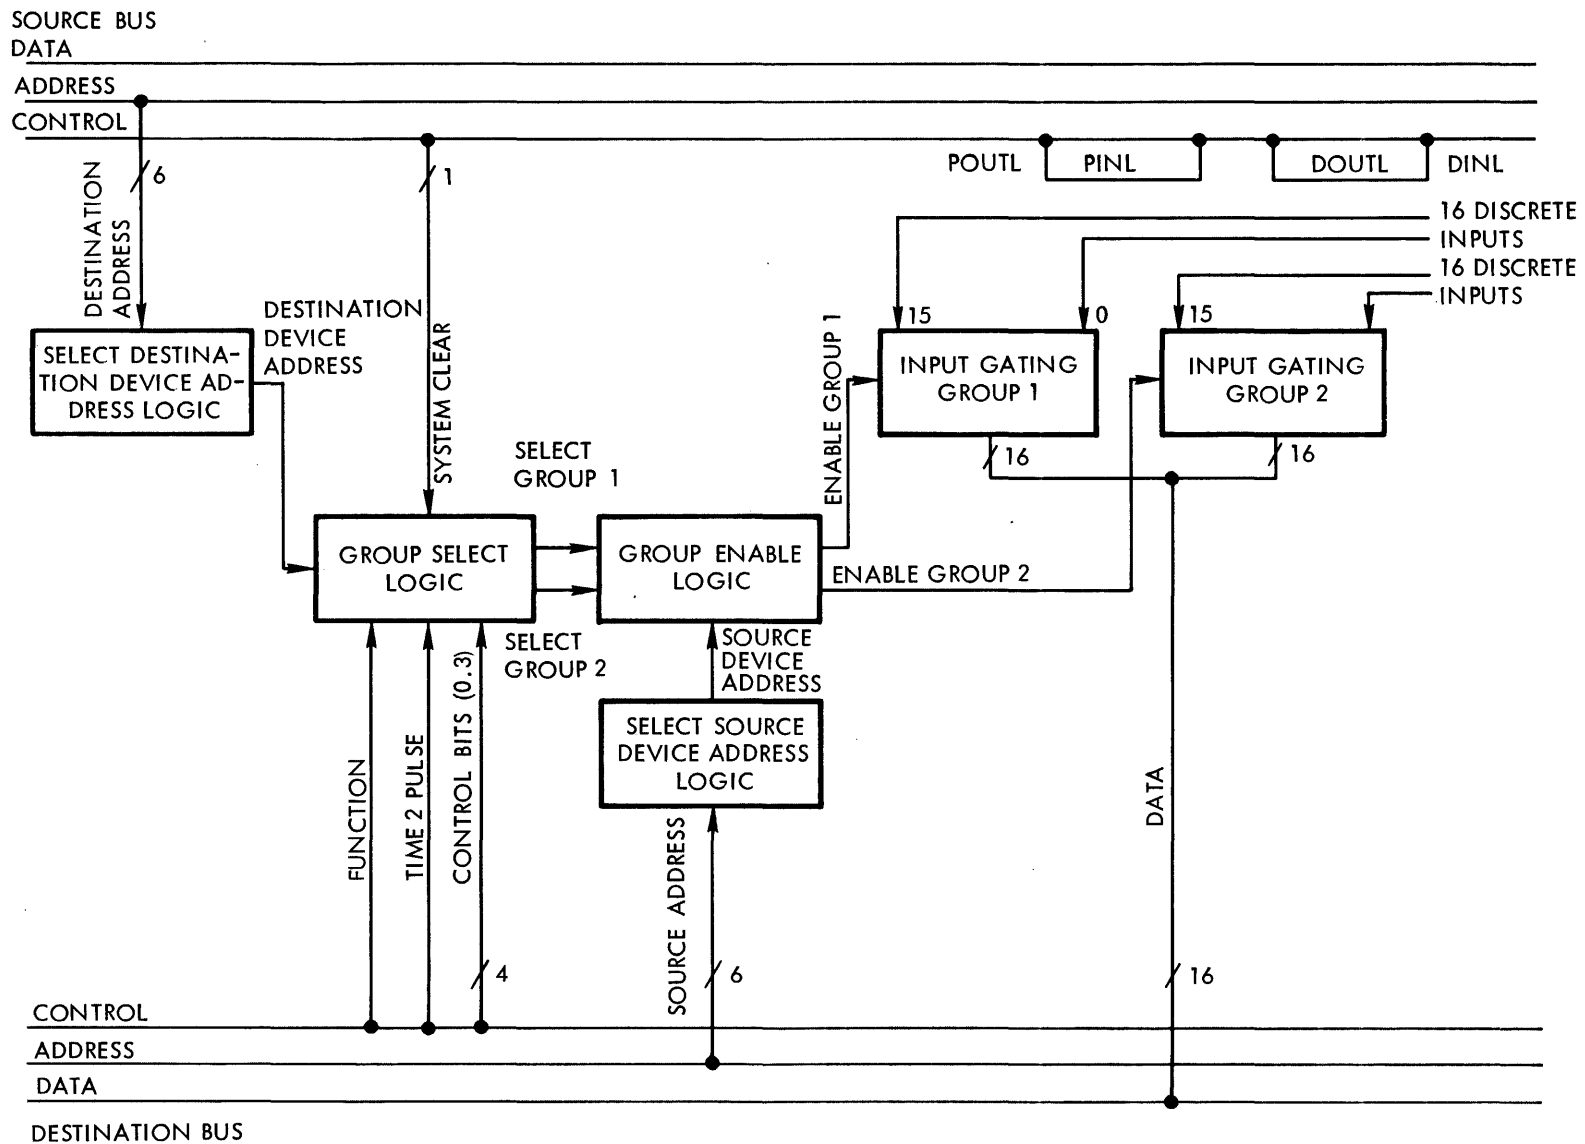 SOURCE BUS
DATA
ADDRESS
CONTROL
6
1
POUTL
PINL
DOUTL
DINL
DESTINATION
ADDRESS
16 DISCRETE
INPUTS
16 DISCRETE
INPUTS
DESTINATION
DEVICE
ADDRESS
SYSTEM CLEAR
15
0
15
SELECT DESTINA-
TION DEVICE AD-
DRESS LOGIC
ENABLE GROUP 1
INPUT GATING
GROUP 1
INPUT GATING
GROUP 2
SELECT
GROUP 1
16
16
GROUP SELECT
LOGIC
GROUP ENABLE
LOGIC
ENABLE GROUP 2
SELECT
GROUP 2
SOURCE
DEVICE
ADDRESS
FUNCTION
TIME 2 PULSE
CONTROL BITS (0.3)
SELECT SOURCE
DEVICE ADDRESS
LOGIC
DATA
SOURCE ADDRESS
4
6
16
CONTROL
ADDRESS
DATA
DESTINATION BUS